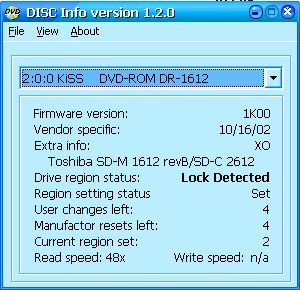 DVD DISC Info version 1.2.0
File View About
2:0:0 KiSS DVD-ROM DR-1612
Firmware version: 1K00
Vendor specific: 10/16/02
Extra info: XO
Toshiba SD-M 1612 revB/SD-C 2612
Drive region status: Lock Detected
Region setting status Set
User changes left: 4
Manufactor resets left: 4
Current region set: 2
Read speed: 48x Write speed: n/a